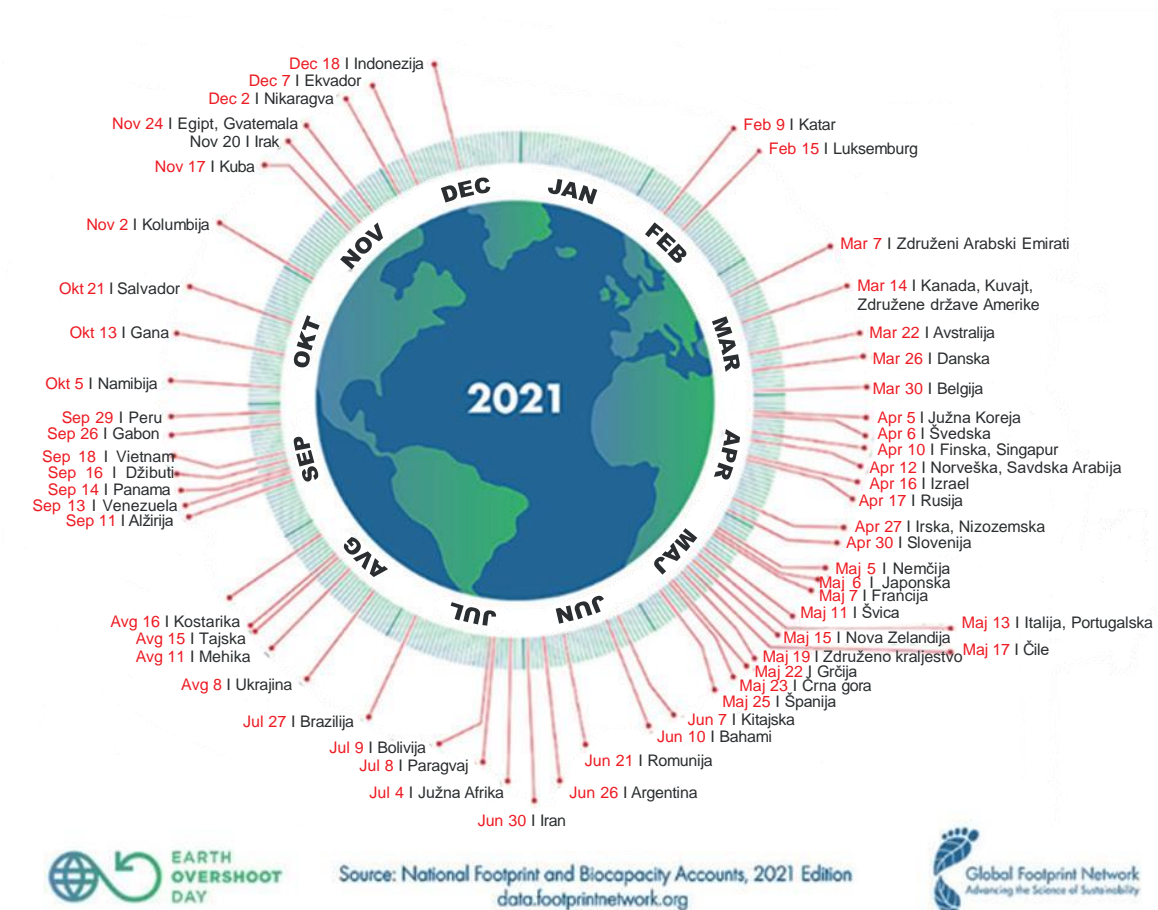 Dec 18 I Indonezija
Dec 7 I Ekvador
Dec 2 I Nikaragva
Nov 24 I Egipt, Gvatemala
Nov 20 I Irak
Nov 17 I Kuba
Nov 2 I Kolumbija
Okt 21 I Salvador
Okt 13 I Gana
Okt 5 I Namibija
Sep 29 I Peru
Sep 26 I Gabon
Sep 18 I Vietnam
Sep 16 I Džibuti
Sep 14 I Panama
Sep 13 I Venezuela
Sep 11 I Alžirija
Avg 16 I Kostarika
Avg 15 I Tajska
Avg 11 I Mehika
Avg 8 I Ukrajina
Jul 27 I Brazilija
Jul 9 I Bolivija
Jul 8 I Paragvaj
Jul 4 I Južna Afrika
Jun 30 I Iran
Feb 9 I Katar
Feb 15 I Luksemburg
Mar 7 I Združeni Arabski Emirati
Mar 14 I Kanada, Kuvajt,
Združene države Amerike
Mar 22 I Avstralija
Mar 26 I Danska
Mar 30 I Belgija
Apr 5 I Južna Koreja
Apr 6 I Švedska
Apr 10 I Finska, Singapur
Apr 12 I Norveška, Savdska Arabija
Apr 16 I Izrael
Apr 17 I Rusija
Apr 27 I Irska, Nizozemska
Apr 30 I Slovenija
Maj 5 I Nemčija
Maj 6 I Japonska
Maj 7 I Francija
Maj 11 I Švica
Maj 13 I Italija, Portugalska
Maj 15 I Nova Zelandija
Maj 17 I Čile
Maj 19 I Združeno kraljestvo
Maj 22 I Grčija
Maj 23 I Črna gora
Maj 25 I Španija
Jun 7 I Kitajska
Jun 10 I Bahami
Jun 21 I Romunija
Jun 26 I Argentina
JAN
FEB
MAR
APR
MAJ
JUN
JUL
AVG
SEP
OKT
NOV
DEC
2021
EARTH
OVERSHOOT
DAY
Source: National Footprint and Biocapacity Accounts, 2021 Edition
data.footprintnetwork.org
Global Footprint Network
Advancing the Science of Sustainability